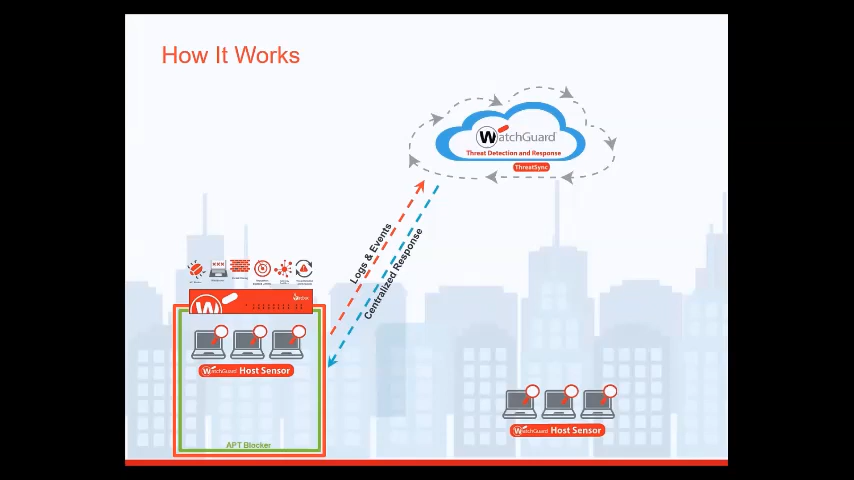 How It Works
WatchGuard
Threat Detection and Response
ThreatSync
Logs & Events
Centralized Response
xxx
W
WatchGuard Host Sensor
APT Blocker
WatchGuard Host Sensor